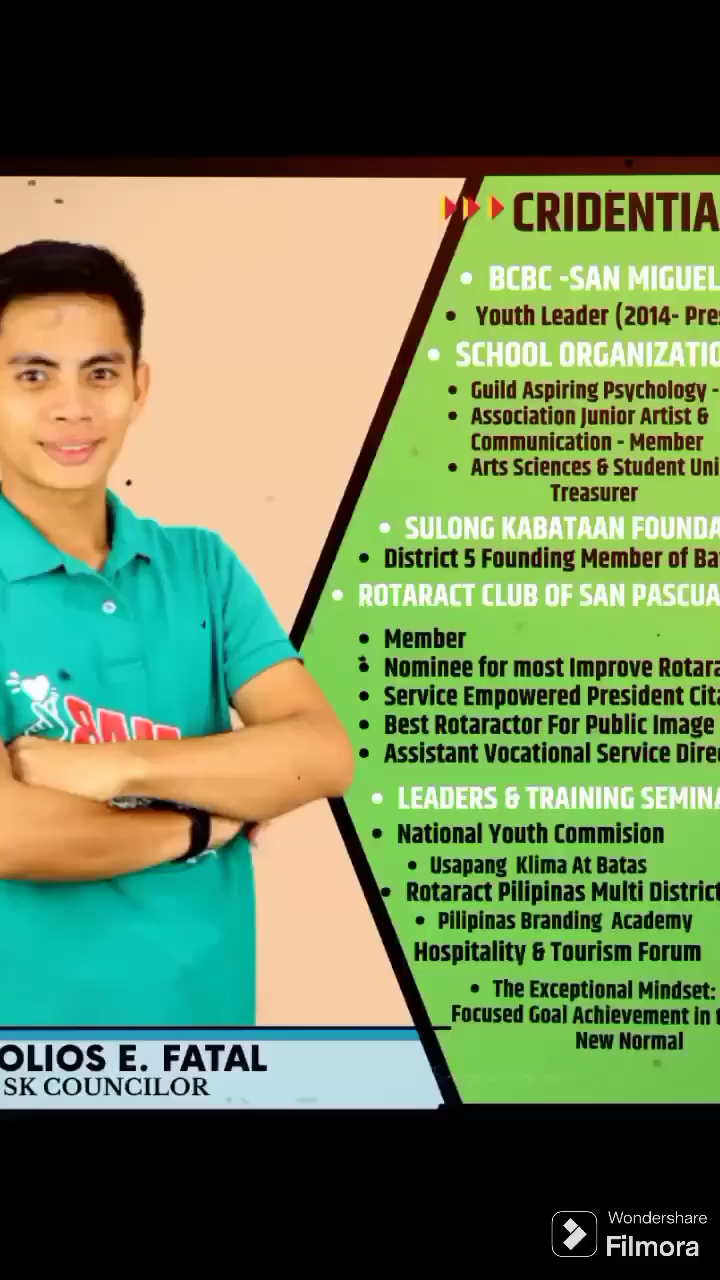 CRIDENTIA
BCBC -SAN MIGUEL
Youth Leader (2014- Pres
SCHOOL ORGANIZATIO
Guild Aspiring Psychology -
Association Junior Artist &
Communication - Member
Arts Sciences & Student Uni
Treasurer
SULONG KABATAAN FOUNDA
District 5 Founding Member of Ba
ROTARACT CLUB OF SAN PASCUA
Member
Nominee for most Improve Rotara
Service Empowered President Cita
Best Rotaractor For Public Image
Assistant Vocational Service Dire
LEADERS & TRAINING SEMINA
National Youth Commision
Usapang Klima At Batas
Rotaract Pilipinas Multi District
Pilipinas Branding Academy
Hospitality & Tourism Forum
The Exceptional Mindset:
Focused Goal Achievement in t
New Normal
OLIOS E. FATAL
SK COUNCILOR
Wondershare
Filmora